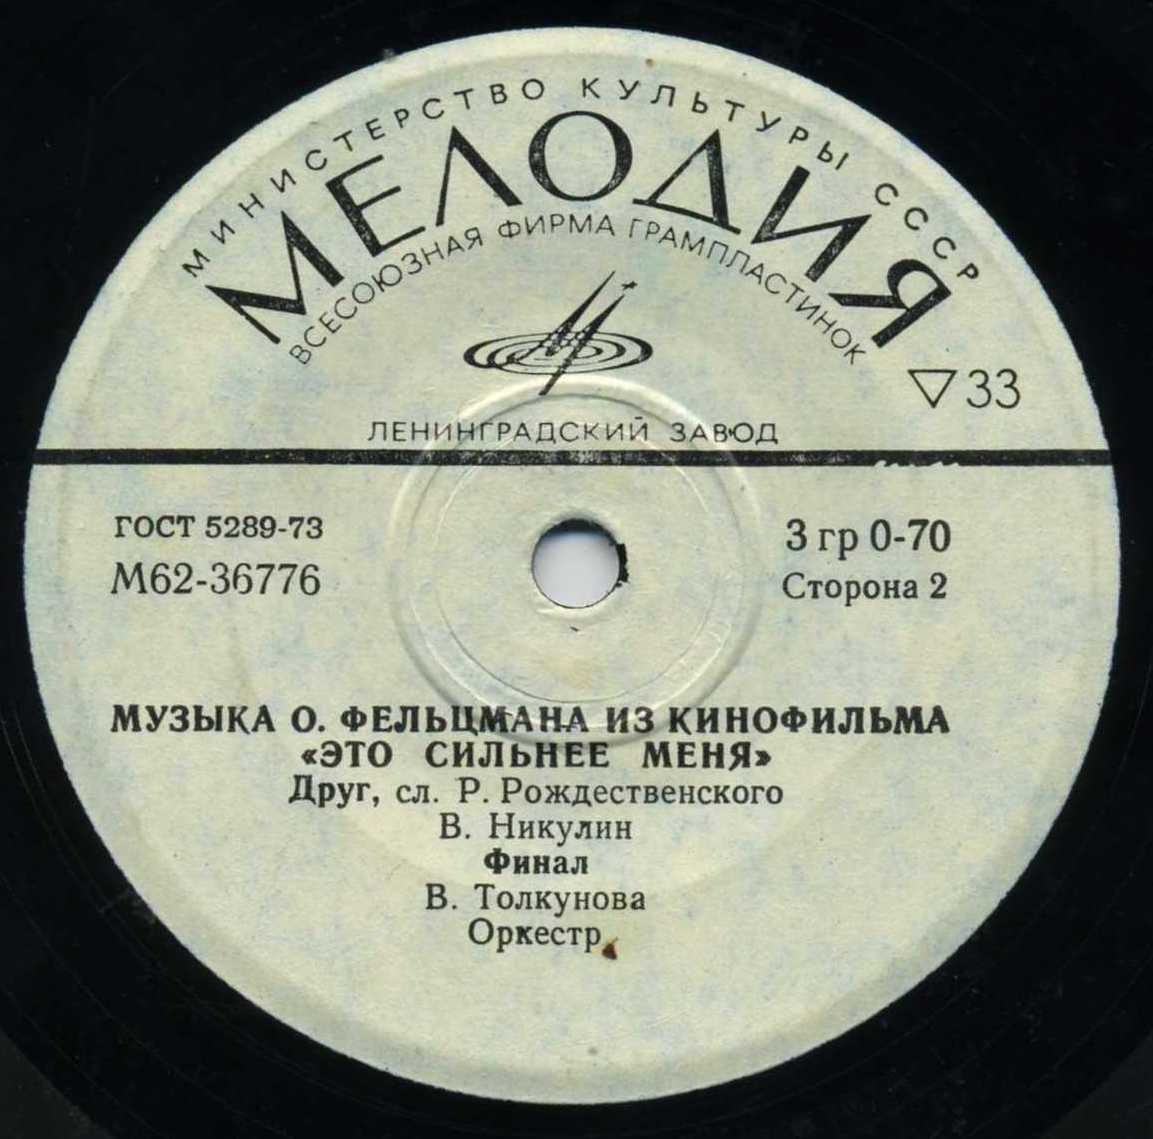 МИНИСТЕРСТВО КУЛЬТУРЫ СССР
МЕЛОДИЯ
ВСЕСОЮЗНАЯ ФИРМА ГРАМПЛАСТИНОК
▽33
ЛЕНИНГРАДСКИЙ ЗАВОД
ГОСТ 5289-73
3 гр 0-70
М62-36776
Сторона 2
МУЗЫКА О. ФЕЛЬЦМАНА ИЗ КИНОФИЛЬМА
«ЭТО СИЛЬНЕЕ МЕНЯ»
Друг, сл. Р. Рождественского
В. Никулин
Финал
В. Толкунова
Оркестр